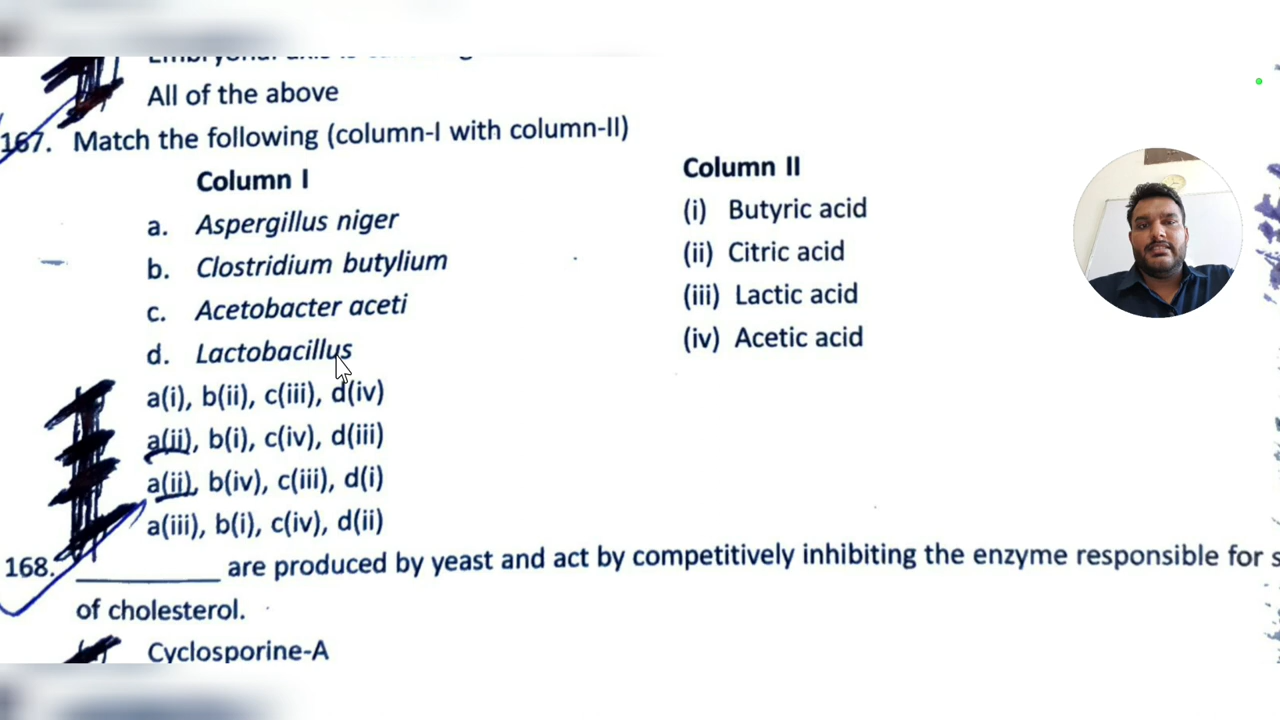 All of the above
167. Match the following (column-I with column-II)
Column I
Column II
a. Aspergillus niger
(i) Butyric acid
b. Clostridium butylium
(ii) Citric acid
c. Acetobacter aceti
(iii) Lactic acid
d. Lactobacillus
(iv) Acetic acid
a(i), b(ii), c(iii), d(iv)
a(ii), b(i), c(iv), d(iii)
a(ii), b(iv), c(iii), d(i)
a(iii), b(i), c(iv), d(ii)
168. __________ are produced by yeast and act by competitively inhibiting the enzyme responsible for
of cholesterol.
Cyclosporine-A